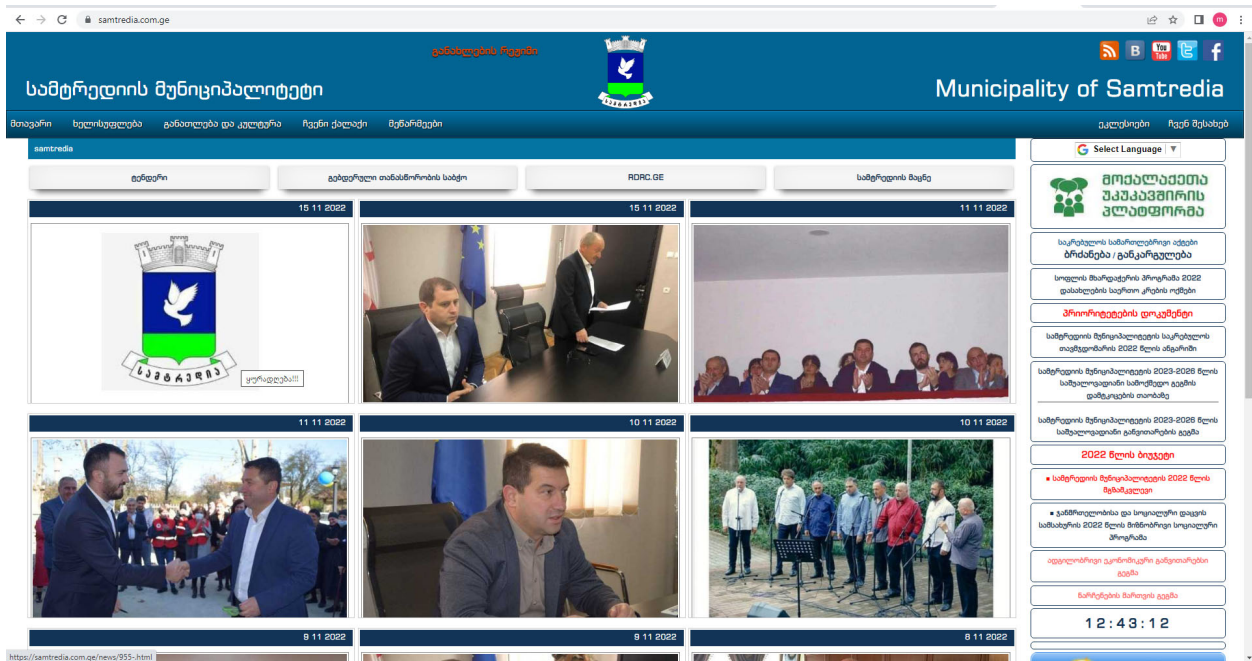 samtredia.com.ge
m
განახლების რეჟიმი
B
You
Tube
სამტრედიის მუნიციპალიტეტი
სამტრედია
Municipality of Samtredia
მთავარი ხელისუფლება განათლება და კულტურა ჩვენი ქალაქი მეწარმეები ეკლესიები ჩვენ შესახებ
samtredia
ტენდერი გენდერული თანასწორობის საბჭო RDRC.GE სამტრედიის მაცნე
15 11 2022 15 11 2022 11 11 2022
სამტრედია
ყურადღება!!!
11 11 2022 10 11 2022 10 11 2022
9 11 2022 9 11 2022 8 11 2022
G Select Language ▼
მოქალაქეთა
უკუკავშირის
პლატფორმა
საკრებულოს სამართლებრივი აქტები
ბრძანება / განკარგულება
სოფლის მხარდაჭერის პროგრამა 2022
დასახლების საერთო კრების ოქმები
პრიორიტეტების დოკუმენტი
სამტრედიის მუნიციპალიტეტის საკრებულოს
თავმჯდომარის 2022 წლის ანგარიში
სამტრედიის მუნიციპალიტეტის 2023-2026 წლის
საშუალოვადიანი სამოქმედო გეგმის
დამტკიცების თაობაზე
სამტრედიის მუნიციპალიტეტის 2023-2026 წლის
საშუალოვადიანი განვითარების გეგმა
2022 წლის ბიუჯეტი
▪ სამტრედიის მუნიციპალიტეტის 2022 წლის
მგზამკვლევი
▪ ჯანმრთელობისა და სოციალური დაცვის
სამსახურის 2022 წლის მიზნობრივი სოციალური
პროგრამა
ადგილობრივი ეკონომიკური განვითარებსი
გეგმა
ნარჩენების მართვის გეგმა
12:43:12
https://samtredia.com.ge/news/955-.html